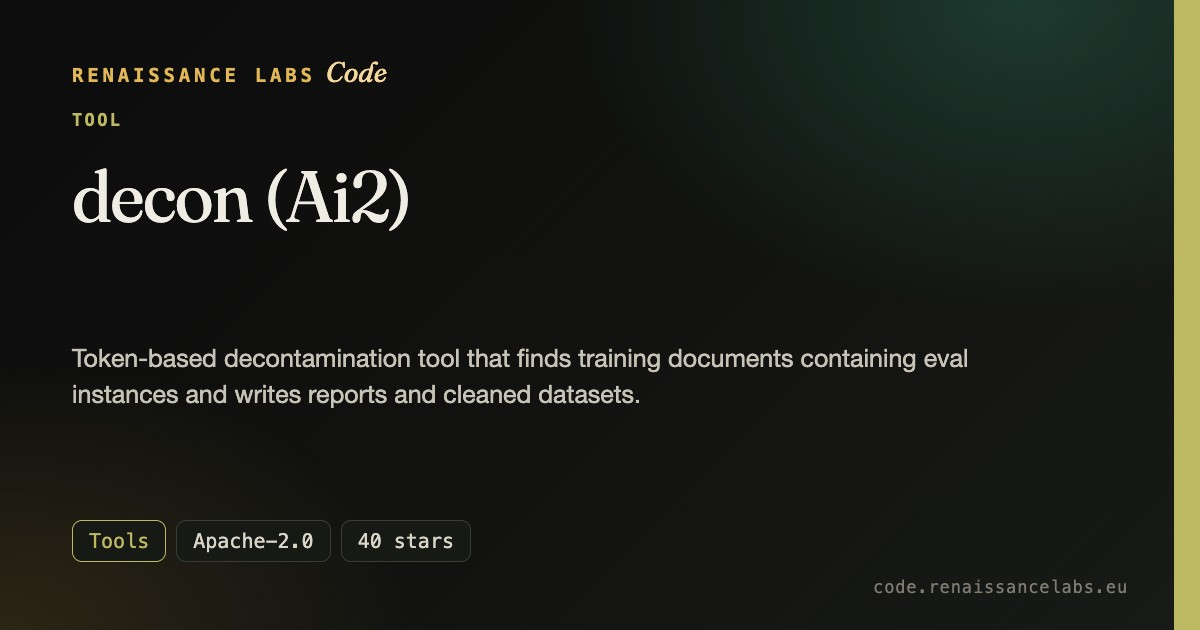 RENAISSANCE LABS Code
TOOL
decon (Ai2)
Token-based decontamination tool that finds training documents containing eval
instances and writes reports and cleaned datasets.
Tools Apache-2.0 40 stars
code.renaissancelabs.eu